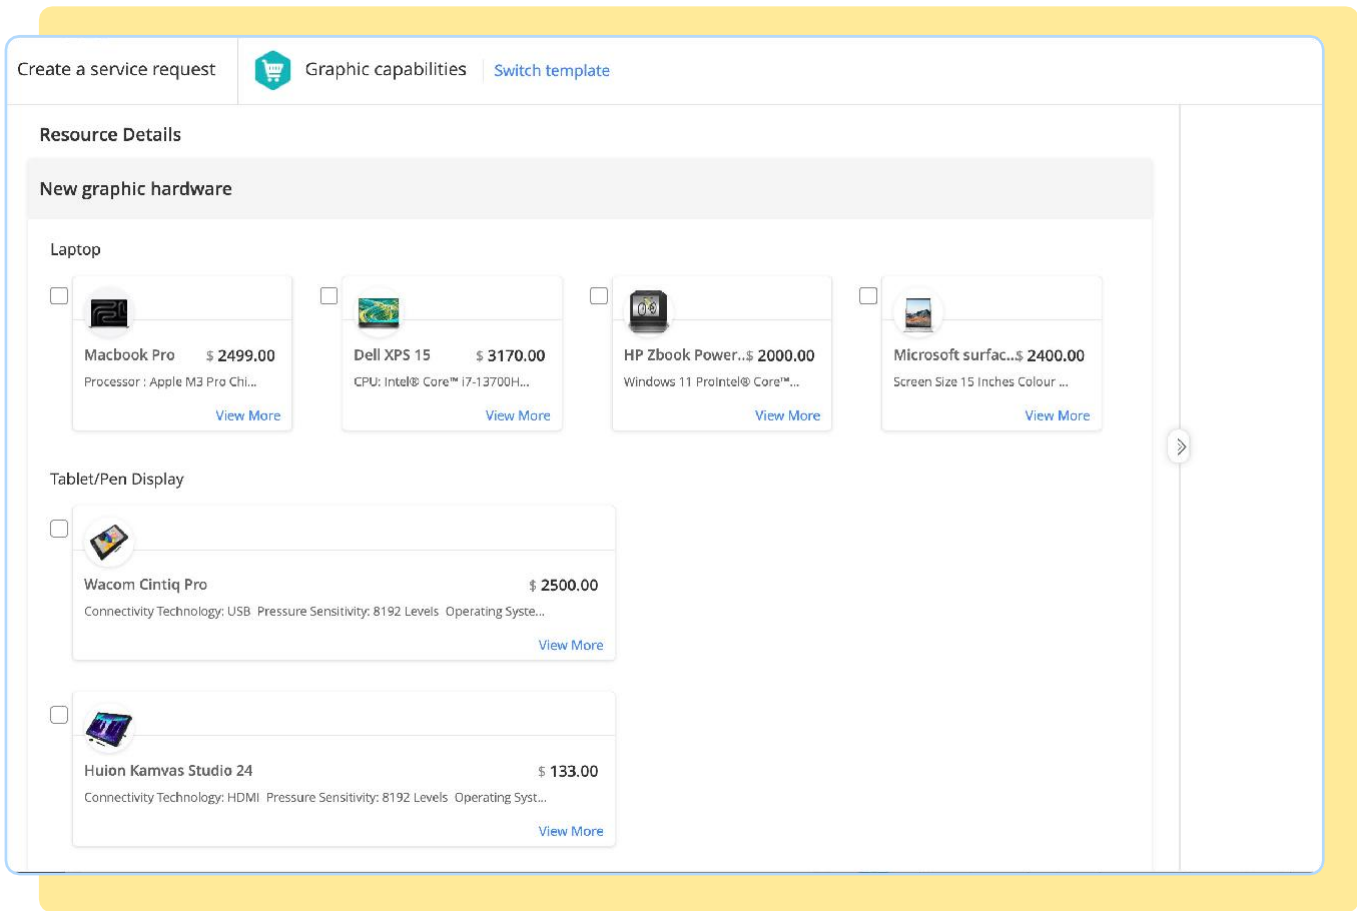 Create a service request
Graphic capabilities
Switch template
Resource Details
New graphic hardware
Laptop
Macbook Pro $ 2499.00
Processor : Apple M3 Pro Chi...
View More
Dell XPS 15 $ 3170.00
CPU: Intel® Core™ i7-13700H...
View More
HP Zbook Power..$ 2000.00
Windows 11 ProIntel® Core™...
View More
Microsoft surfac..$ 2400.00
Screen Size 15 Inches Colour ...
View More
Tablet/Pen Display
Wacom Cintiq Pro $ 2500.00
Connectivity Technology: USB Pressure Sensitivity: 8192 Levels Operating Syste...
View More
Huion Kamvas Studio 24 $ 133.00
Connectivity Technology: HDMI Pressure Sensitivity: 8192 Levels Operating Syst...
View More